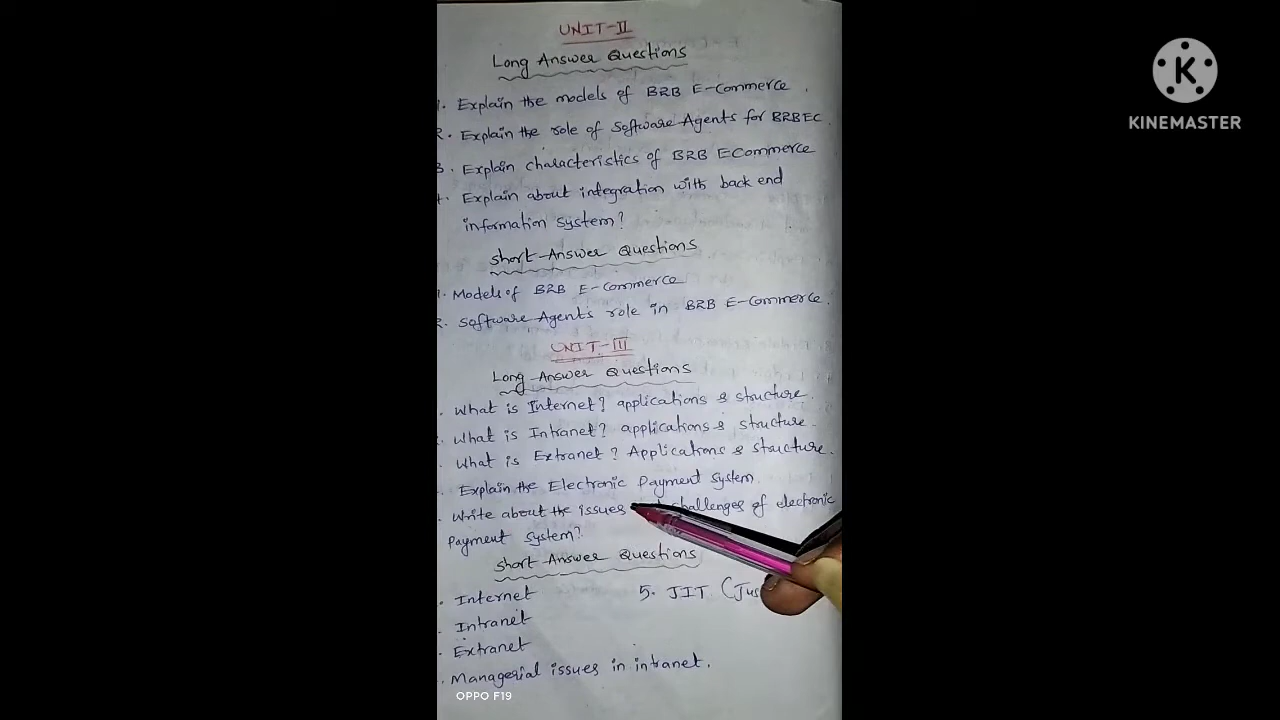 UNIT-II
Long Answer Questions
1. Explain the models of B2B E-Commerce.
2. Explain the role of Software Agents for B2BEC
3. Explain characteristics of B2B ECommerce
4. Explain about integration with back end
information system?
Short Answer Questions
1. Models of B2B E-Commerce
2. Software Agents role in B2B E-Commerce.
UNIT-III
Long Answer Questions
. What is Internet? applications & structure.
. What is Intranet? applications & structure.
. What is Extranet? Applications & structure.
. Explain the Electronic Payment system.
. Write about the issues challenges of electronic
Payment system?
Short Answer Questions
. Internet
5. JIT (Jus
. Intranet
. Extranet
. Managerial issues in intranet.
OPPO F19
KINEMASTER